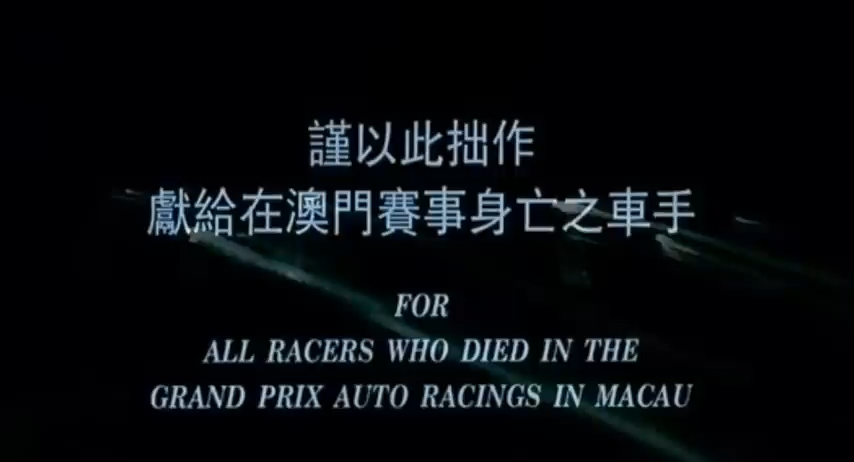 謹以此拙作
獻給在澳門賽事身亡之車手
FOR
ALL RACERS WHO DIED IN THE
GRAND PRIX AUTO RACINGS IN MACAU